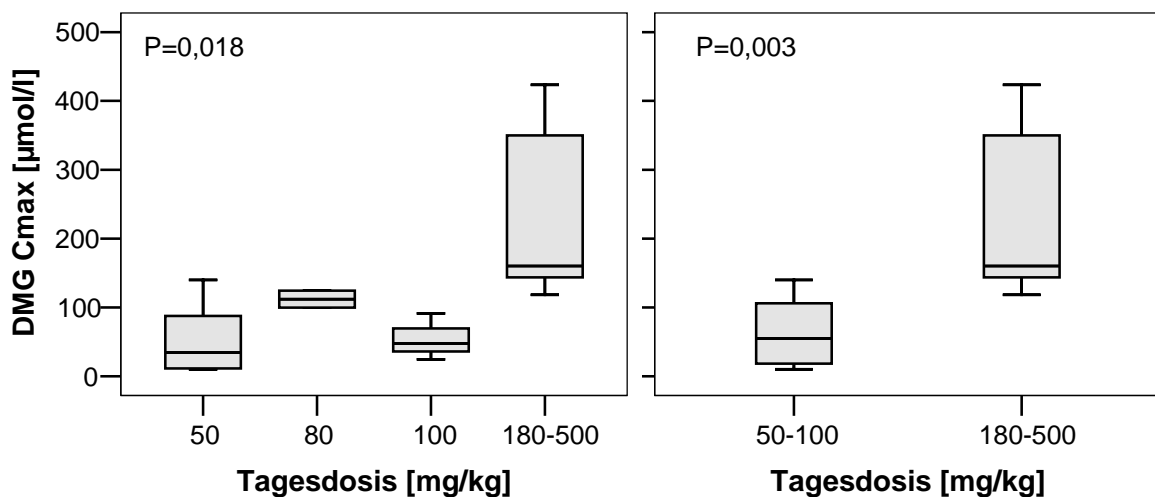 DMG Cmax [µmol/l]
500
400
300
200
100
0
P=0,018
50 80 100 180-500
Tagesdosis [mg/kg]
P=0,003
50-100 180-500
Tagesdosis [mg/kg]